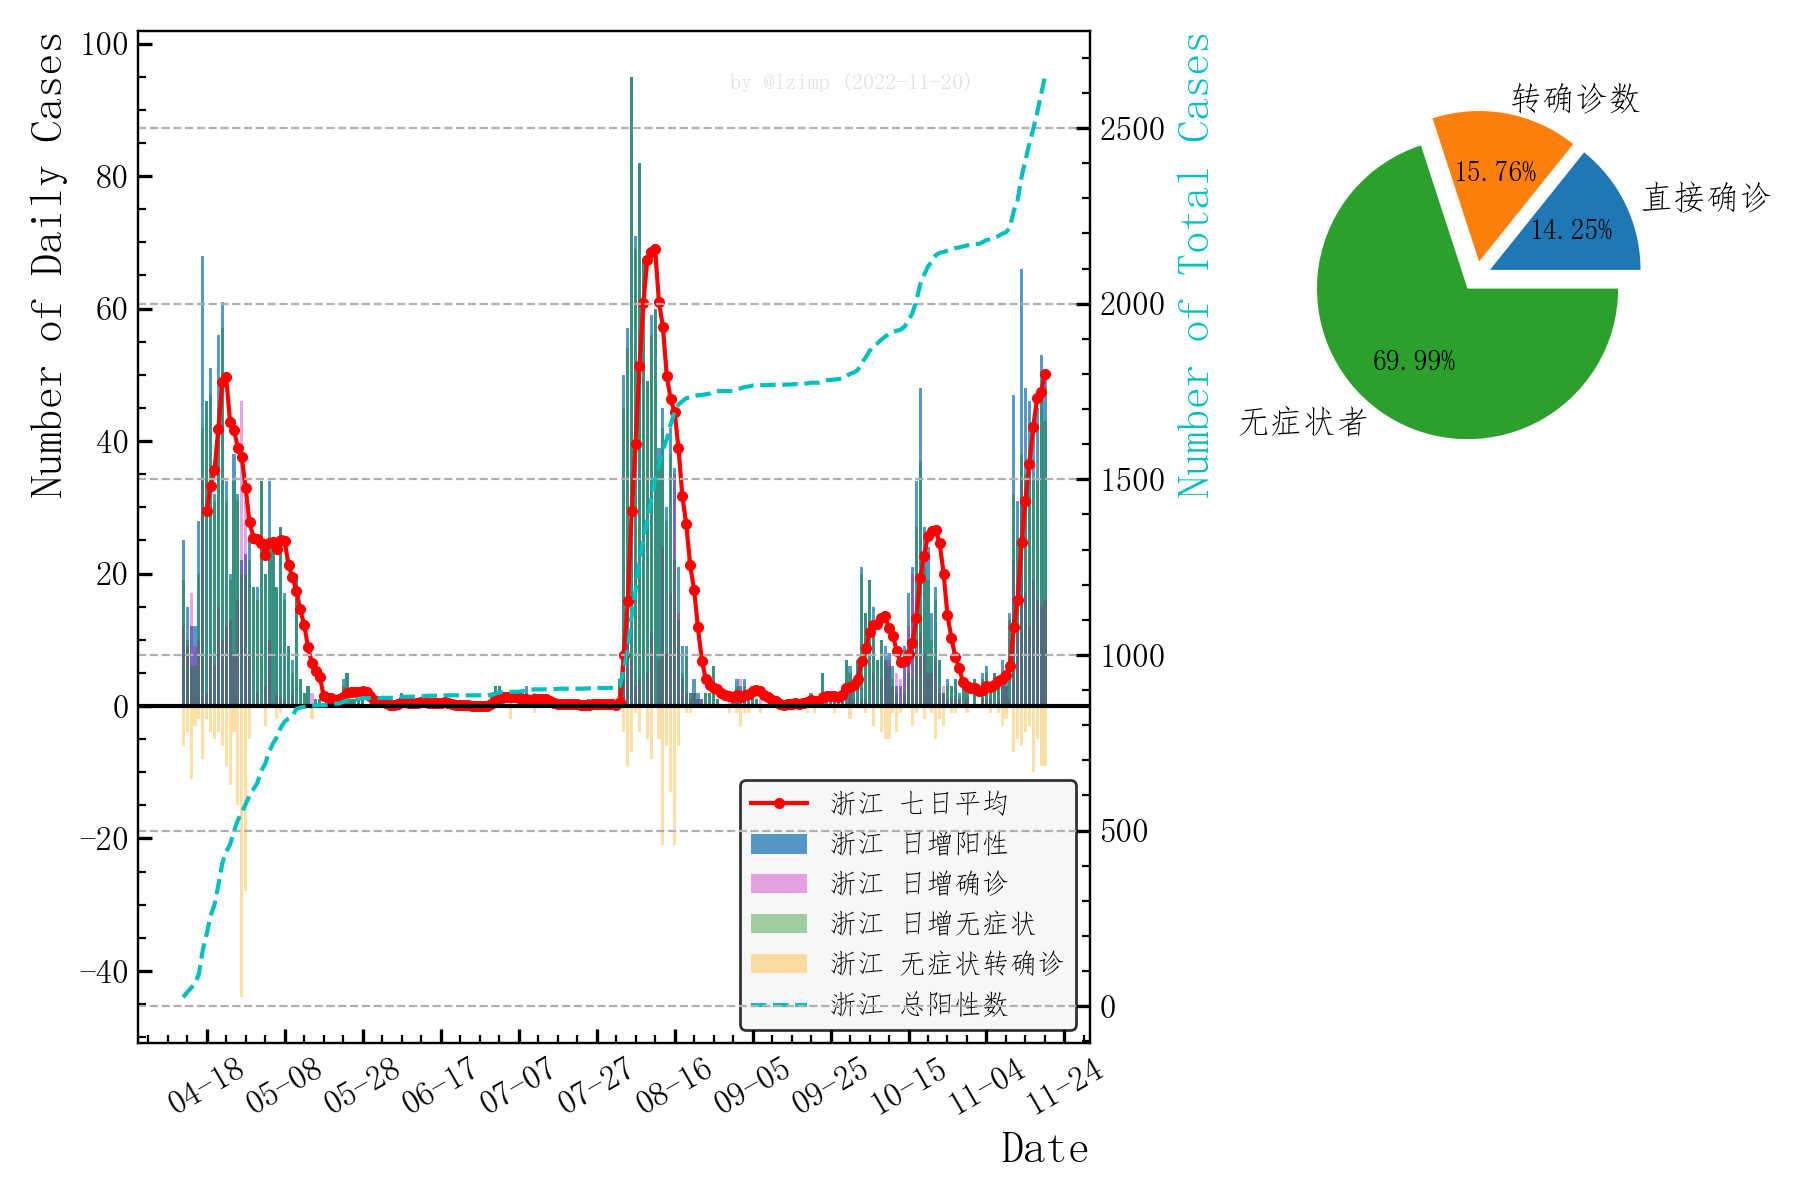 by @lzimp (2022-11-20)
Number of Daily Cases
100
80
60
40
20
0
−20
−40
Number of Total Cases
2500
2000
1500
1000
500
0
04-18
05-08
05-28
06-17
07-07
07-27
08-16
09-05
09-25
10-15
11-04
11-24
Date
浙江 七日平均
浙江 日增阳性
浙江 日增确诊
浙江 日增无症状
浙江 无症状转确诊
浙江 总阳性数
转确诊数
15.76%
直接确诊
14.25%
69.99%
无症状者